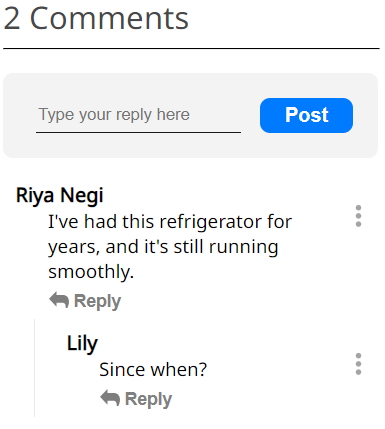 2 Comments
Type your reply here
Post
Riya Negi
I've had this refrigerator for
years, and it's still running
smoothly.
Reply
Lily
Since when?
Reply